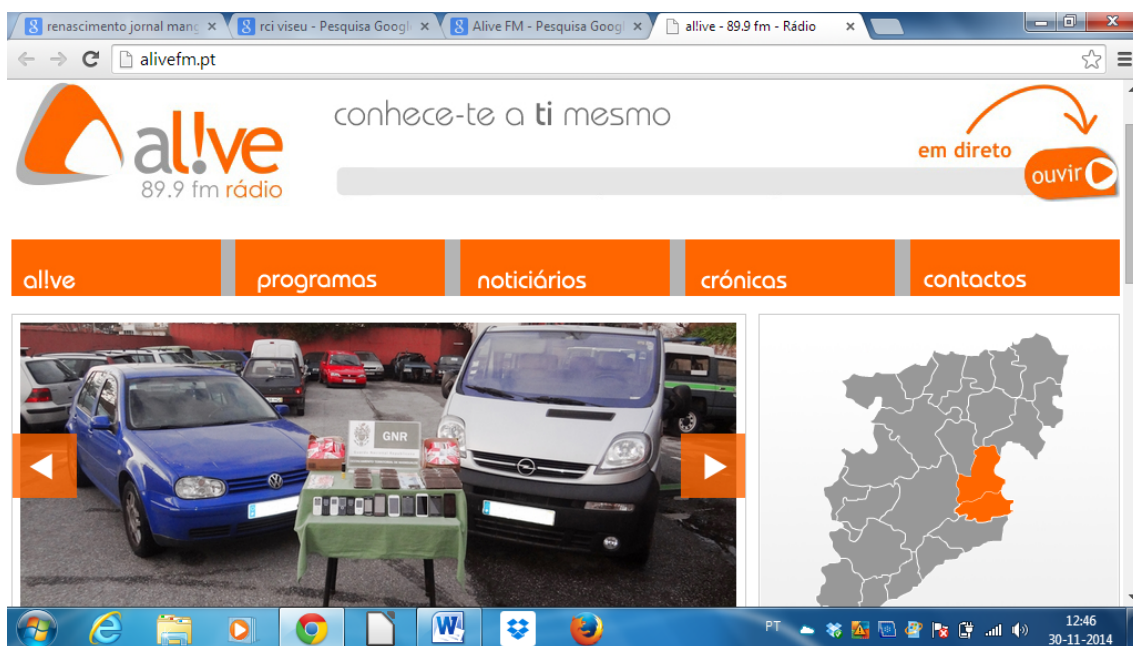 renascimento jornal mang
rci viseu - Pesquisa Googl
Alive FM - Pesquisa Goog
al!ive - 89.9 fm - Rádio
alivefm.pt
al!ve
89.9 fm rádio
conhece-te a ti mesmo
em direto
ouvir
al!ve
programas
noticiários
crónicas
contactos
GNR
PT
12:46
30-11-2014